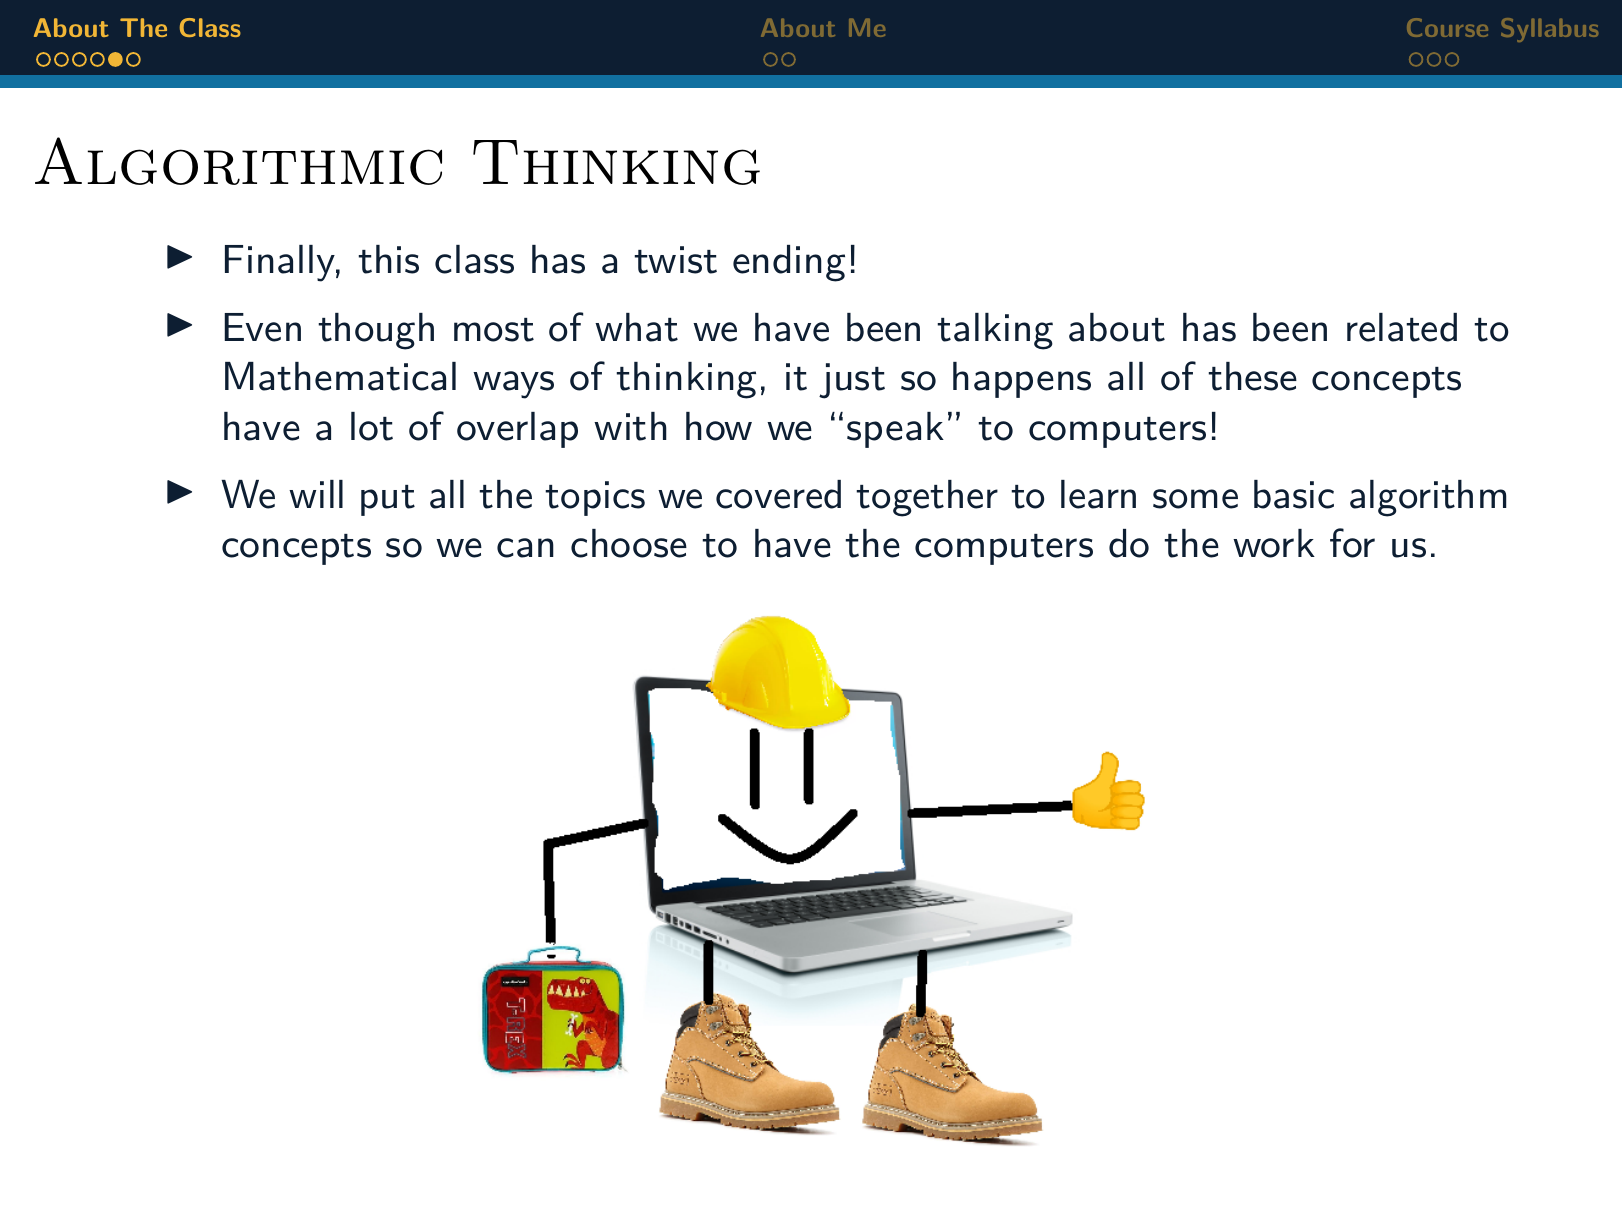 About The Class
About Me
Course Syllabus
Algorithmic Thinking
Finally, this class has a twist ending!
Even though most of what we have been talking about has been related to
Mathematical ways of thinking, it just so happens all of these concepts
have a lot of overlap with how we “speak” to computers!
We will put all the topics we covered together to learn some basic algorithm
concepts so we can choose to have the computers do the work for us.
T-REX